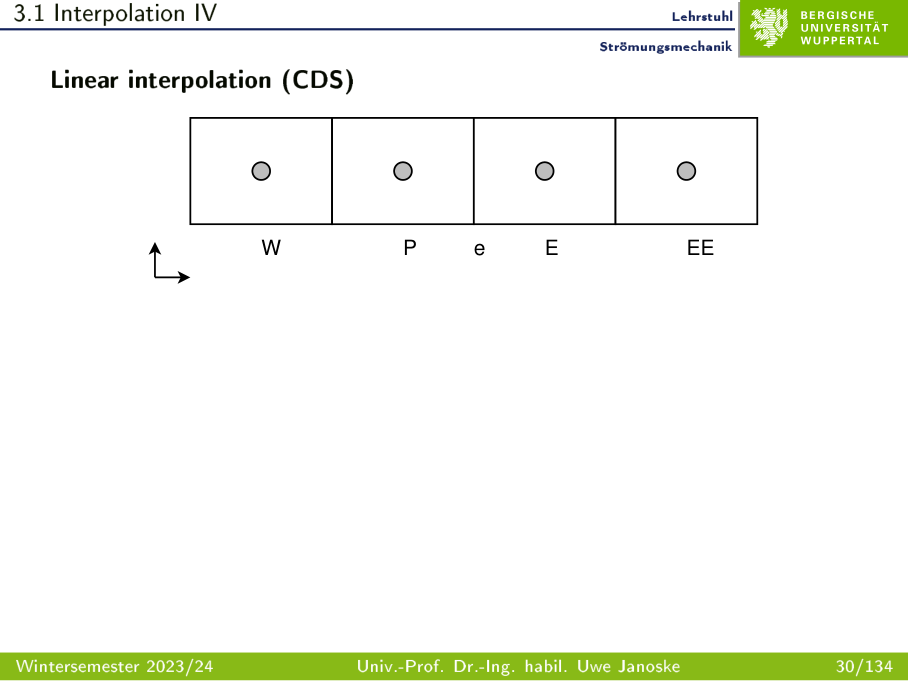 3.1 Interpolation IV
Lehrstuhl
Strömungsmechanik
BERGISCHE
UNIVERSITÄT
WUPPERTAL
Linear interpolation (CDS)
W P e E EE
Wintersemester 2023/24 Univ.-Prof. Dr.-Ing. habil. Uwe Janoske 30/134